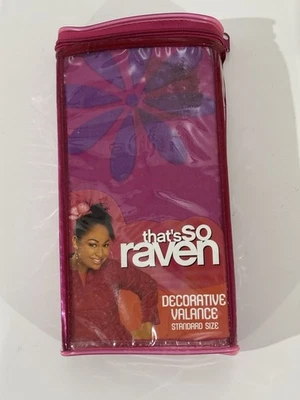 that's so
raven
DECORATIVE
VALANCE
STANDARD SIZE